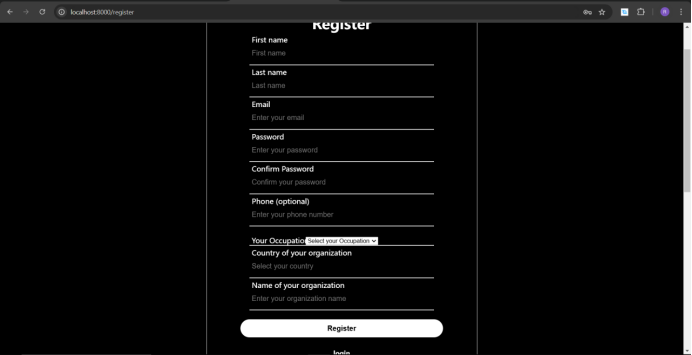 localhost:8000/register
Register
First name
First name
Last name
Last name
Email
Enter your email
Password
Enter your password
Confirm Password
Confirm your password
Phone (optional)
Enter your phone number
Your Occupation Select your Occupation
Country of your organization
Select your country
Name of your organization
Enter your organization name
Register
login